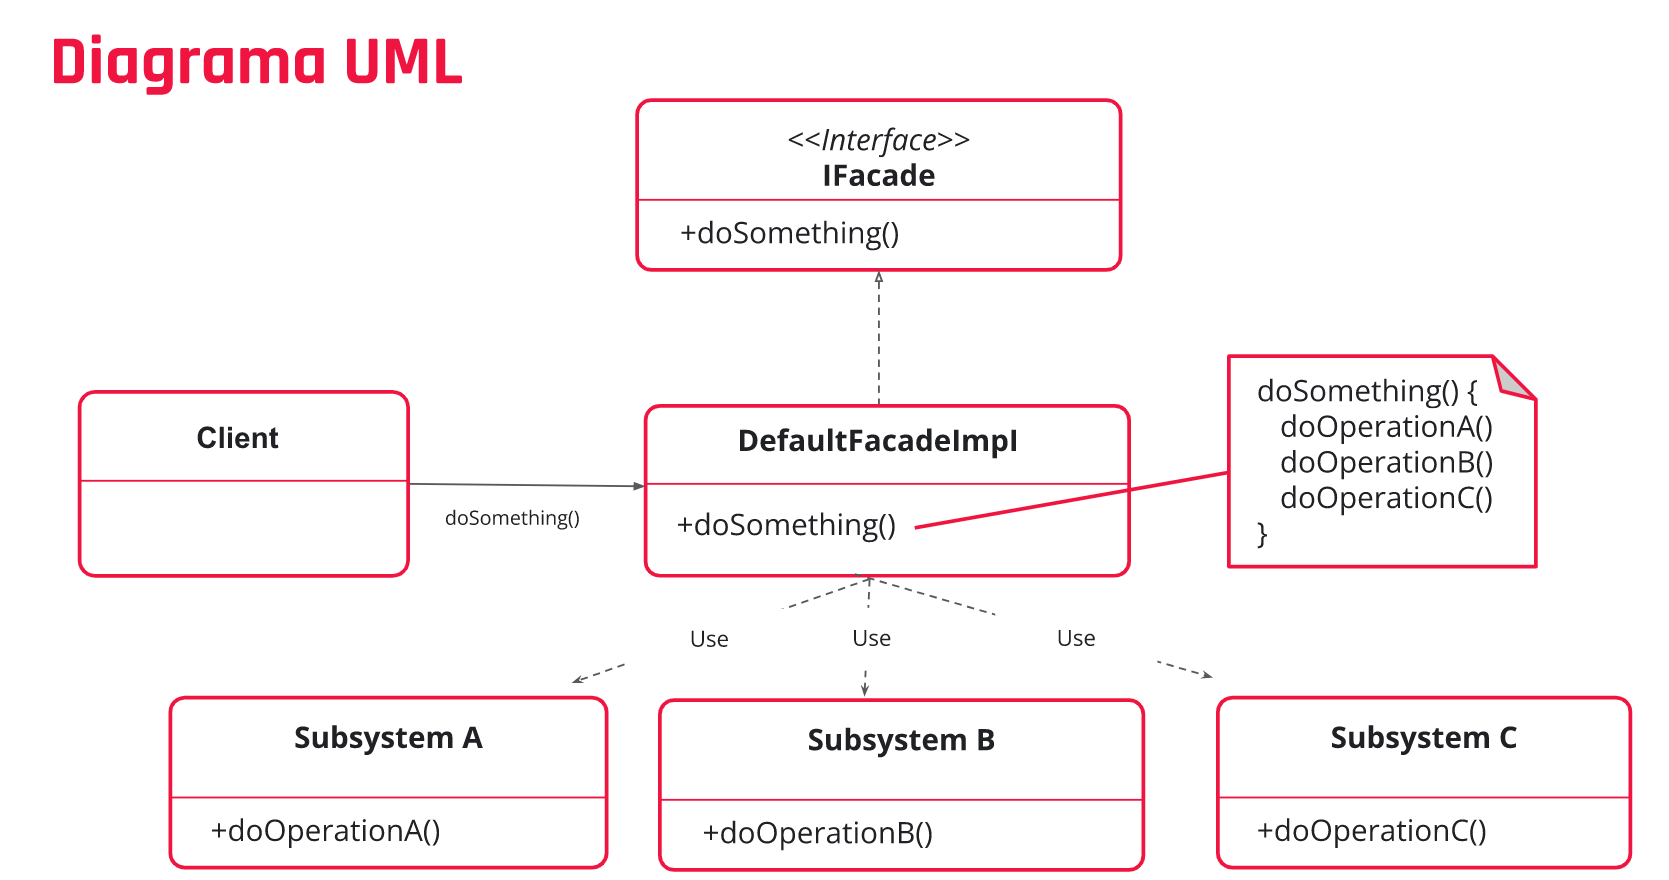 Diagrama UML
<<Interface>>
IFacade
+doSomething()
Client
doSomething()
DefaultFacadeImpl
+doSomething()
doSomething() {
doOperationA()
doOperationB()
doOperationC()
}
Use
Use
Use
Subsystem A
+doOperationA()
Subsystem B
+doOperationB()
Subsystem C
+doOperationC()